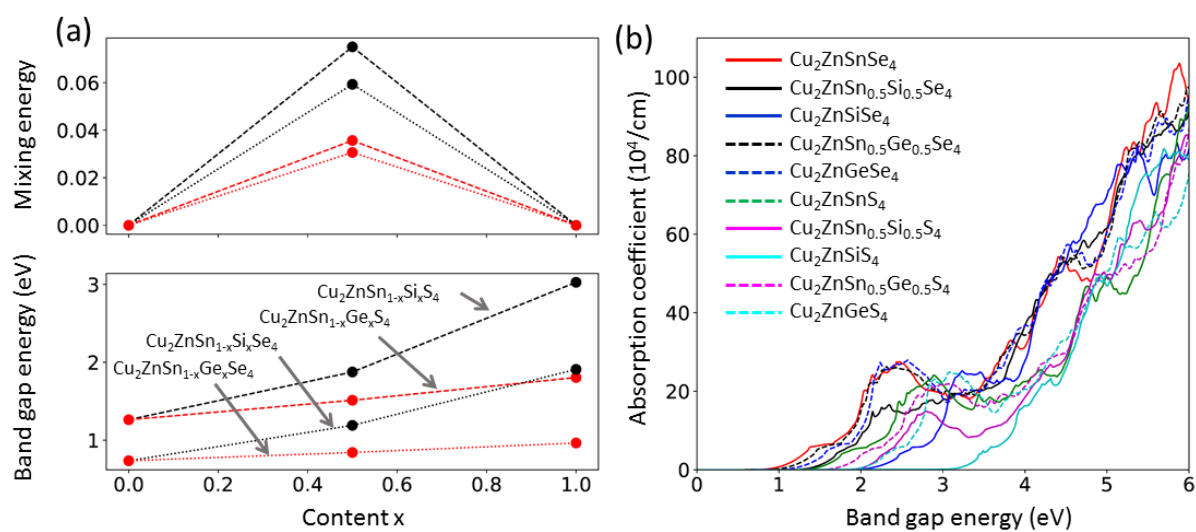 (a)
Mixing energy
0.06
0.04
0.02
0.00
Band gap energy (eV)
3
2
1
Cu₂ZnSn₁₋ₓSiₓS₄
Cu₂ZnSn₁₋ₓGeₓS₄
Cu₂ZnSn₁₋ₓSiₓSe₄
Cu₂ZnSn₁₋ₓGeₓSe₄
0.0 0.2 0.4 0.6 0.8 1.0
Content x
(b)
Absorption coefficient (10⁴/cm)
100
80
60
40
20
0
Cu₂ZnSnSe₄
Cu₂ZnSn₀.₅Si₀.₅Se₄
Cu₂ZnSiSe₄
Cu₂ZnSn₀.₅Ge₀.₅Se₄
Cu₂ZnGeSe₄
Cu₂ZnSnS₄
Cu₂ZnSn₀.₅Si₀.₅S₄
Cu₂ZnSiS₄
Cu₂ZnSn₀.₅Ge₀.₅S₄
Cu₂ZnGeS₄
0 1 2 3 4 5 6
Band gap energy (eV)